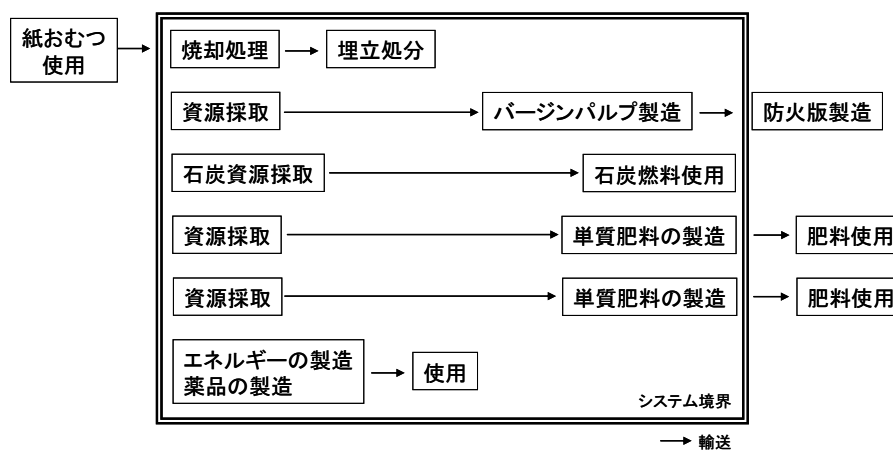 紙おむつ
使用
焼却処理
埋立処分
資源採取
バージンパルプ製造
防火版製造
石炭資源採取
石炭燃料使用
資源採取
単質肥料の製造
肥料使用
資源採取
単質肥料の製造
肥料使用
エネルギーの製造
薬品の製造
使用
システム境界
輸送